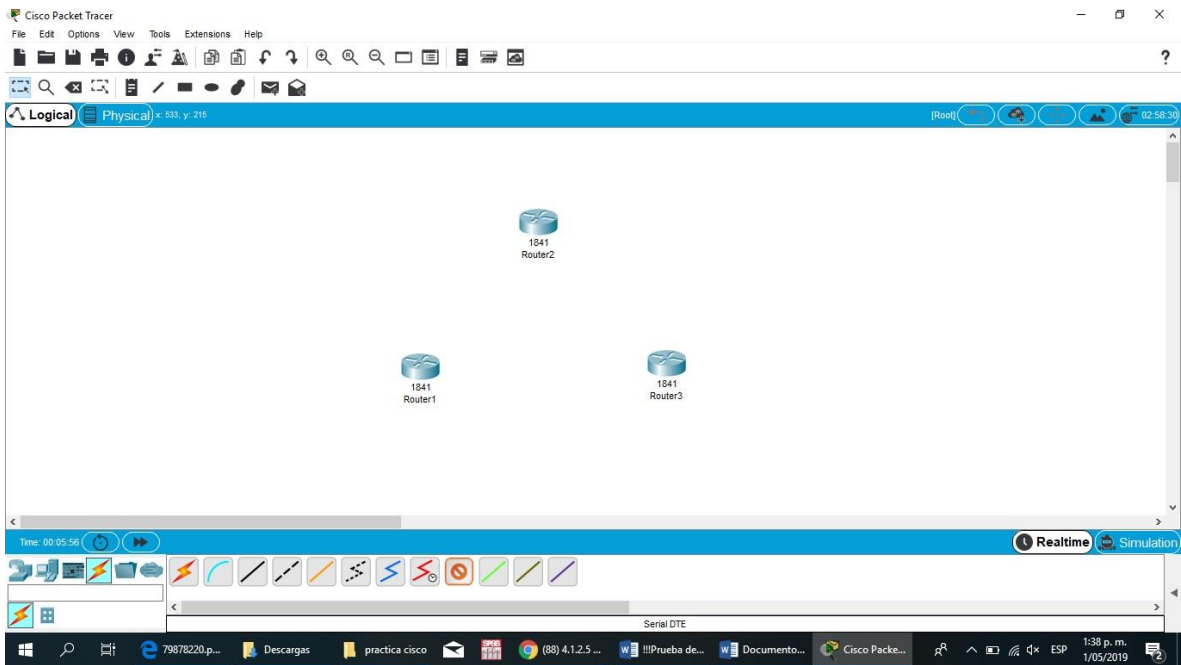 Cisco Packet Tracer
File Edit Options View Tools Extensions Help
?
Logical Physical x: 533, y: 215 [Root] 02:58:30
1841
Router2
1841
Router1
1841
Router3
Time: 00:05:56 Realtime Simulation
Serial DTE
79878220.p... Descargas practica cisco (88) 4.1.2.5 ... !!!Prueba de... Documento... Cisco Packe... ESP 1:38 p. m.
1/05/2019
2